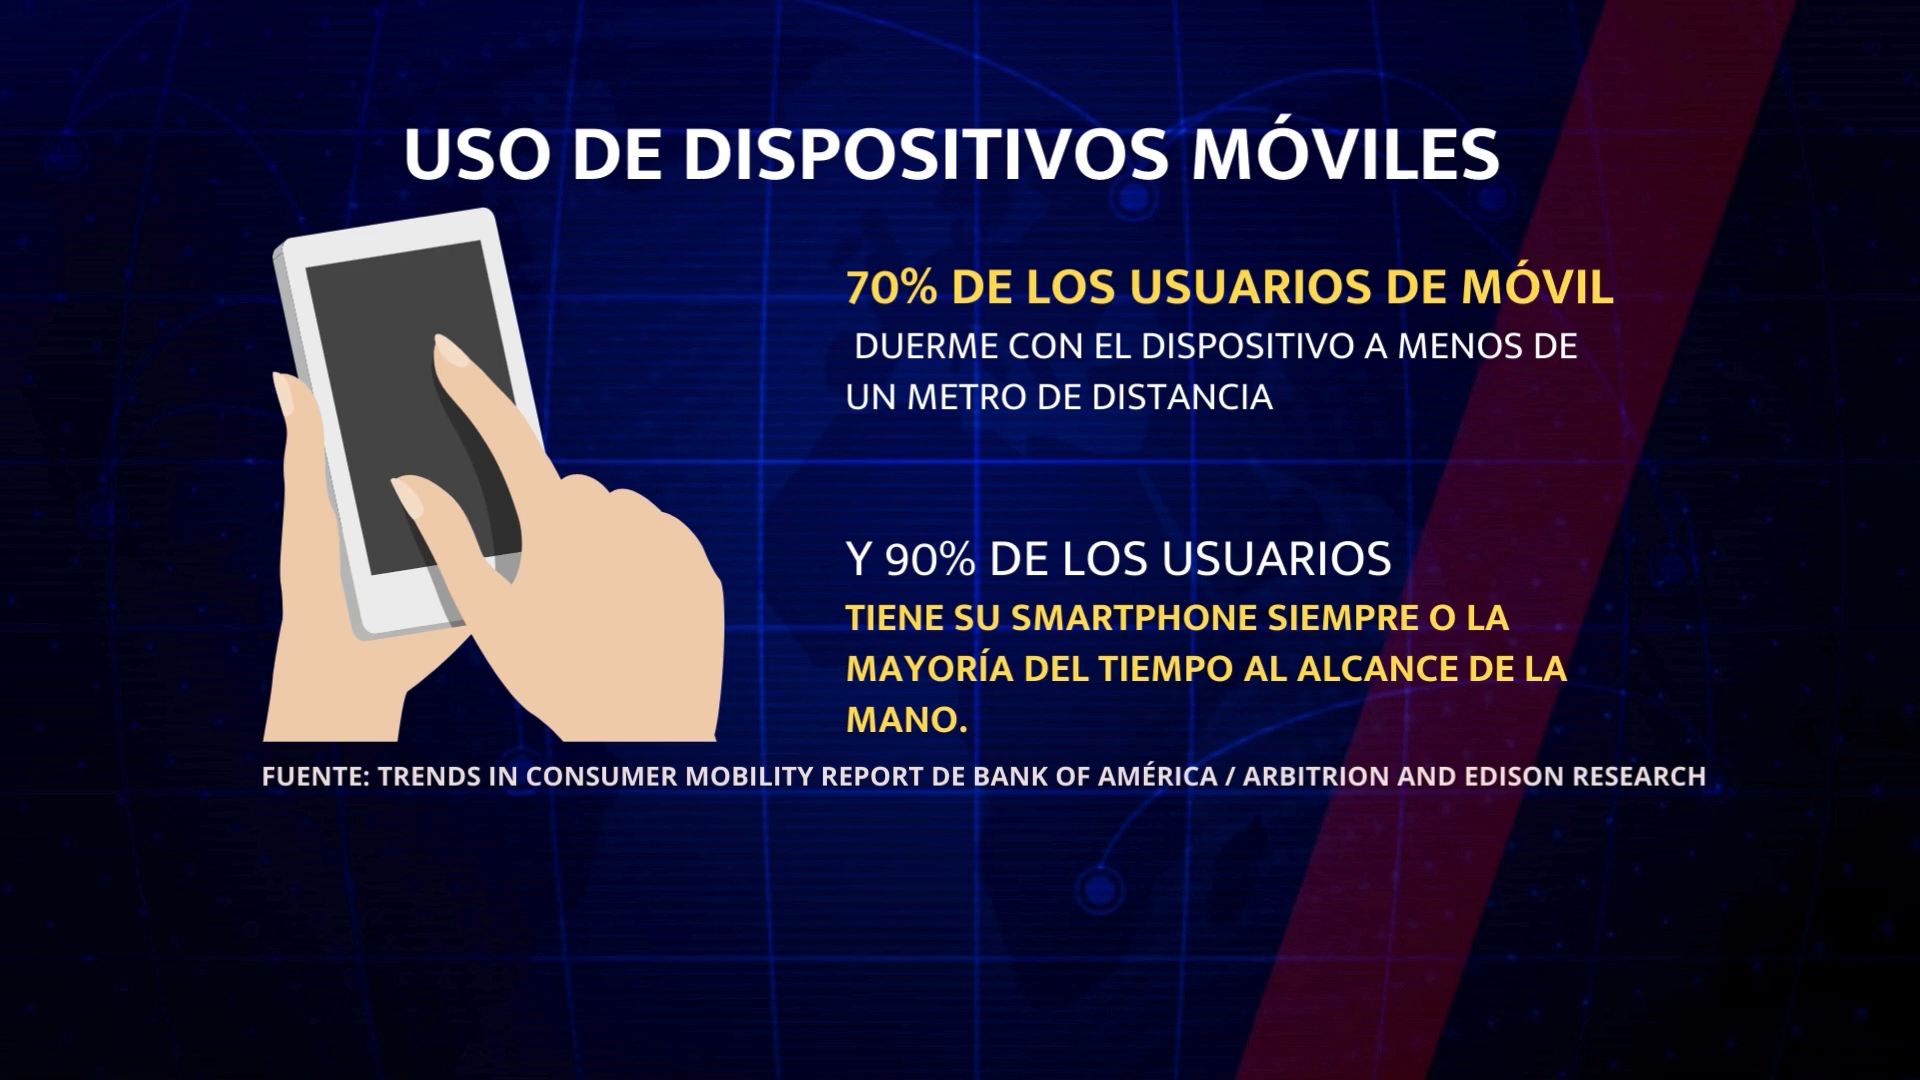 USO DE DISPOSITIVOS MÓVILES
70% DE LOS USUARIOS DE MÓVIL
DUERME CON EL DISPOSITIVO A MENOS DE
UN METRO DE DISTANCIA
Y 90% DE LOS USUARIOS
TIENE SU SMARTPHONE SIEMPRE O LA
MAYORÍA DEL TIEMPO AL ALCANCE DE LA
MANO.
FUENTE: TRENDS IN CONSUMER MOBILITY REPORT DE BANK OF AMÉRICA / ARBITRION AND EDISON RESEARCH